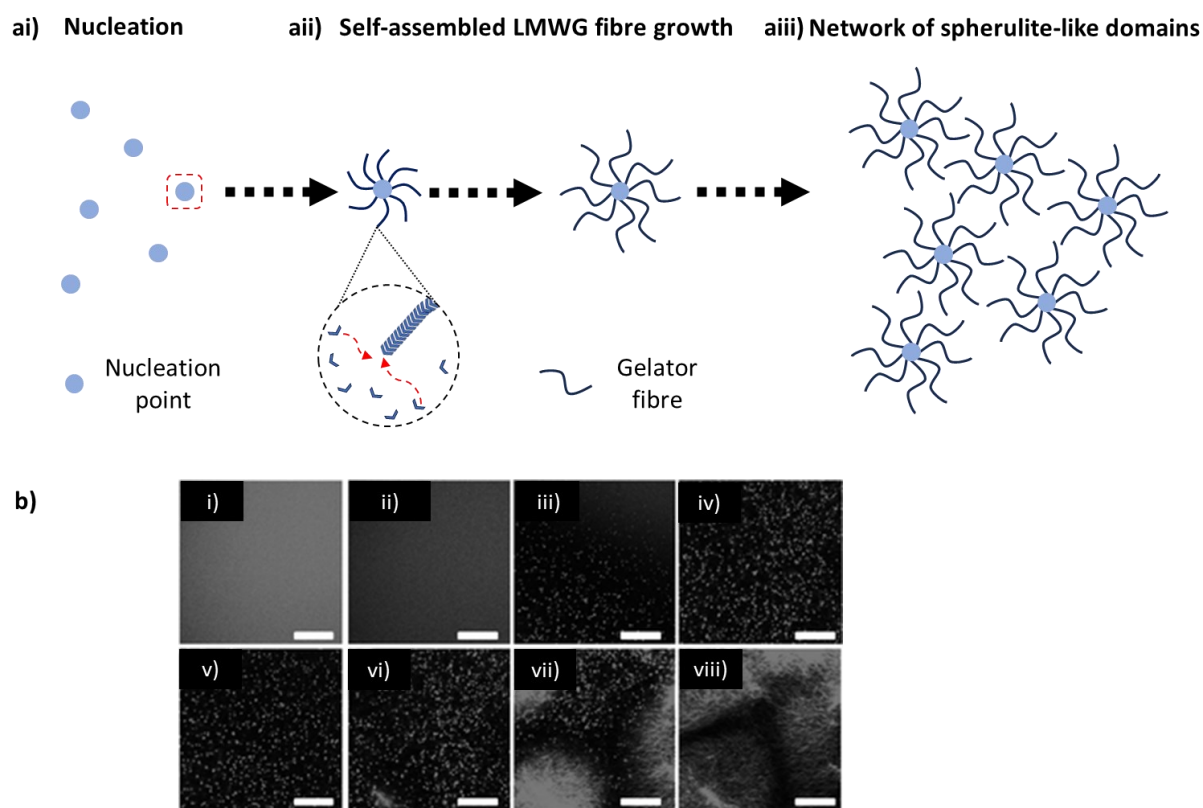 ai) Nucleation
aii) Self-assembled LMWG fibre growth
aiii) Network of spherulite-like domains
Nucleation
point
Gelator
fibre
b)
i)
ii)
iii)
iv)
v)
vi)
vii)
viii)